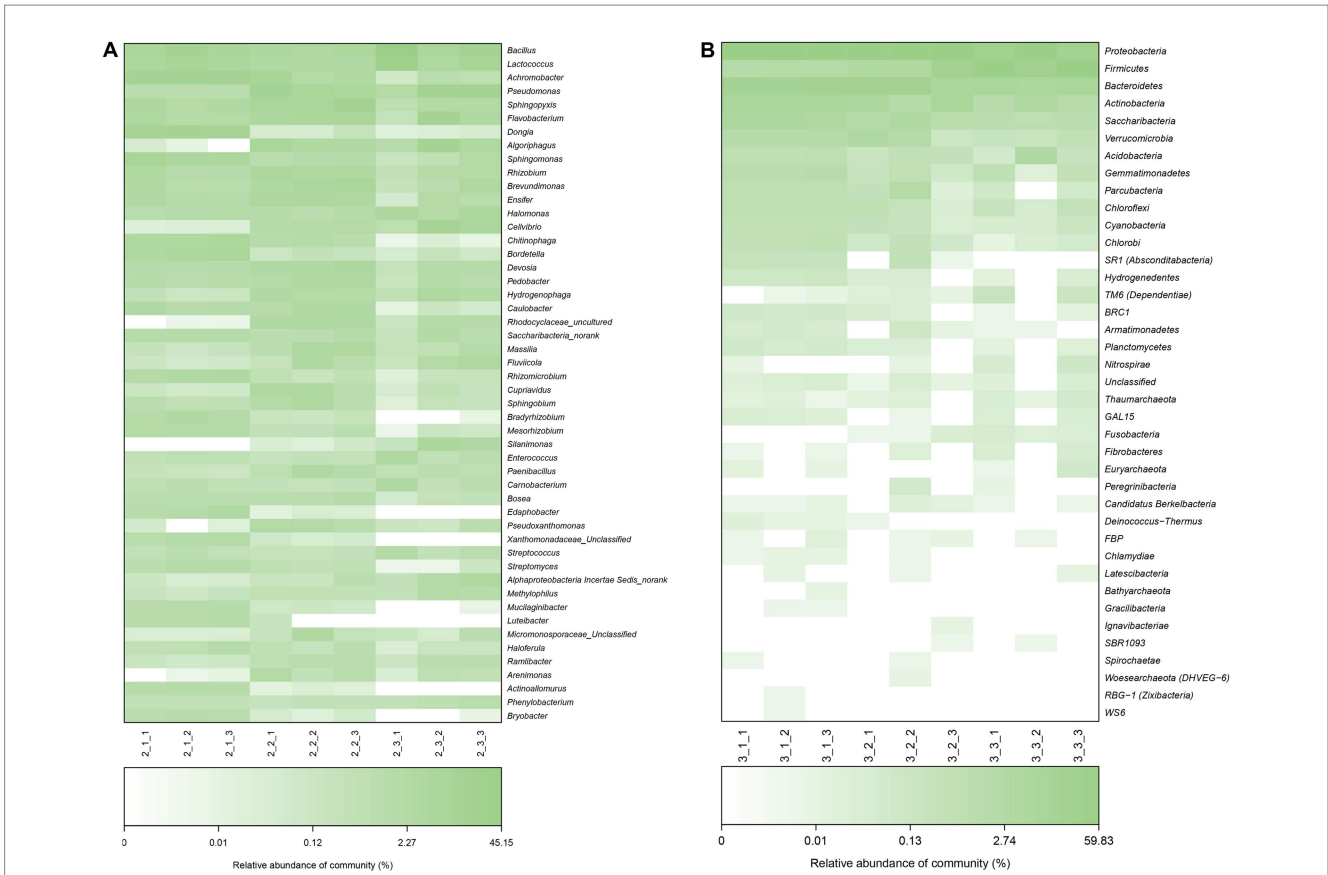 A
Bacillus
Lactococcus
Achromobacter
Pseudomonas
Sphingopyxis
Flavobacterium
Dongia
Algoriphagus
Sphingomonas
Rhizobium
Brevundimonas
Ensifer
Halomonas
Cellvibrio
Chitinophaga
Bordetella
Devosia
Pedobacter
Hydrogenophaga
Caulobacter
Rhodocyclaceae_uncultured
Saccharibacteria_norank
Massilia
Fluviicola
Rhizomicrobium
Cupriavidus
Sphingobium
Bradyrhizobium
Mesorhizobium
Silanimonas
Enterococcus
Paenibacillus
Carnobacterium
Bosea
Edaphobacter
Pseudoxanthomonas
Xanthomonadaceae_Unclassified
Streptococcus
Streptomyces
Alphaproteobacteria Incertae Sedis_norank
Methylophilus
Mucilaginibacter
Luteibacter
Micromonosporaceae_Unclassified
Haloferula
Ramlibacter
Arenimonas
Actinoallomurus
Phenylobacterium
Bryobacter
2_1_1 2_1_2 2_1_3 2_2_1 2_2_2 2_2_3 2_3_1 2_3_2 2_3_3
0 0.01 0.12 2.27 45.15
Relative abundance of community (%)
B
Proteobacteria
Firmicutes
Bacteroidetes
Actinobacteria
Saccharibacteria
Verrucomicrobia
Acidobacteria
Gemmatimonadetes
Parcubacteria
Chloroflexi
Cyanobacteria
Chlorobi
SR1 (Absconditabacteria)
Hydrogenedentes
TM6 (Dependentiae)
BRC1
Armatimonadetes
Planctomycetes
Nitrospirae
Unclassified
Thaumarchaeota
GAL15
Fusobacteria
Fibrobacteres
Euryarchaeota
Peregrinibacteria
Candidatus Berkelbacteria
Deinococcus−Thermus
FBP
Chlamydiae
Latescibacteria
Bathyarchaeota
Gracilibacteria
Ignavibacteriae
SBR1093
Spirochaetae
Woesearchaeota (DHVEG−6)
RBG−1 (Zixibacteria)
WS6
3_1_1 3_1_2 3_1_3 3_2_1 3_2_2 3_2_3 3_3_1 3_3_2 3_3_3
0 0.01 0.13 2.74 59.83
Relative abundance of community (%)